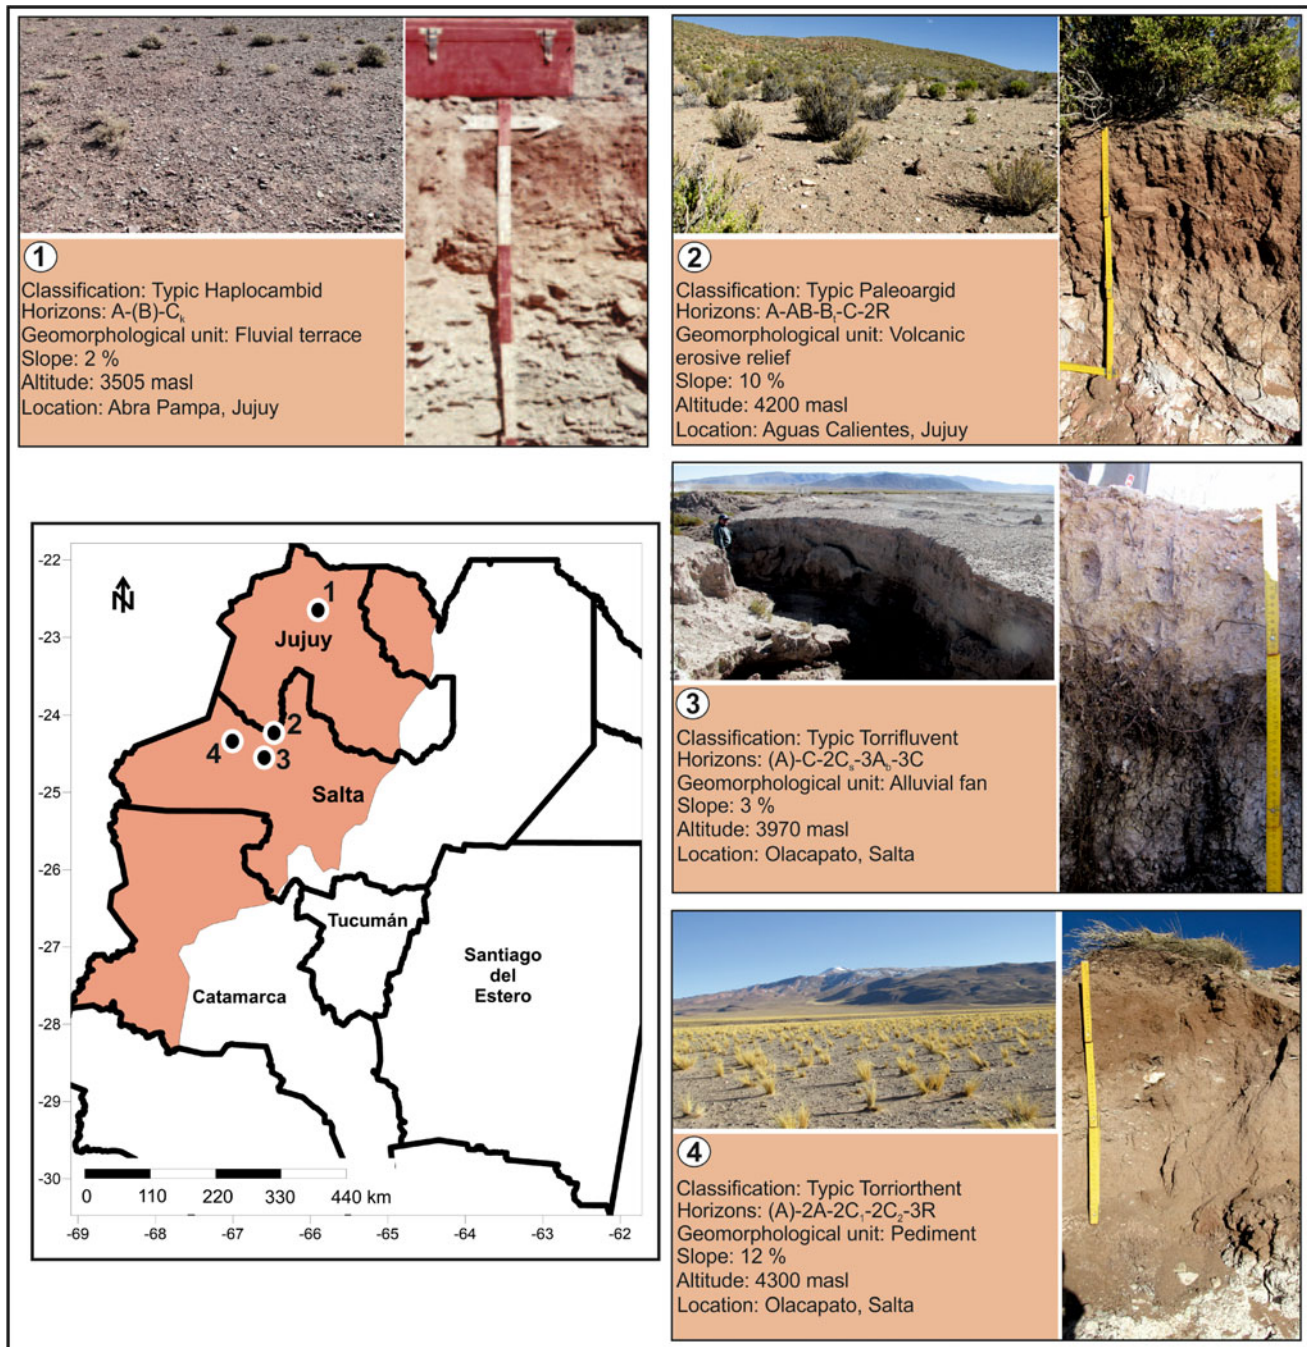 1
Classification: Typic Haplocambid
Horizons: A-(B)-Ck
Geomorphological unit: Fluvial terrace
Slope: 2 %
Altitude: 3505 masl
Location: Abra Pampa, Jujuy
2
Classification: Typic Paleoargid
Horizons: A-AB-Bt-C-2R
Geomorphological unit: Volcanic
erosive relief
Slope: 10 %
Altitude: 4200 masl
Location: Aguas Calientes, Jujuy
3
Classification: Typic Torrifluvent
Horizons: (A)-C-2Cs-3Ab-3C
Geomorphological unit: Alluvial fan
Slope: 3 %
Altitude: 3970 masl
Location: Olacapato, Salta
4
Classification: Typic Torriorthent
Horizons: (A)-2A-2C1-2C2-3R
Geomorphological unit: Pediment
Slope: 12 %
Altitude: 4300 masl
Location: Olacapato, Salta
-22
-23
-24
-25
-26
-27
-28
-29
-30
N
1
Jujuy
2
4
3
Salta
Tucumán
Santiago
del
Estero
Catamarca
0 110 220 330 440 km
-69 -68 -67 -66 -65 -64 -63 -62